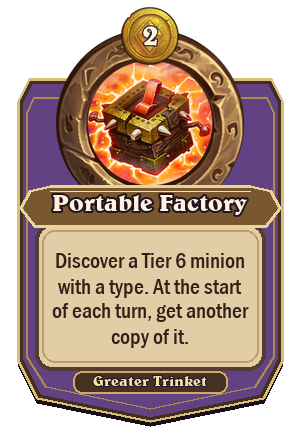 2
Portable Factory
Discover a Tier 6 minion
with a type. At the start
of each turn, get another
copy of it.
Greater Trinket